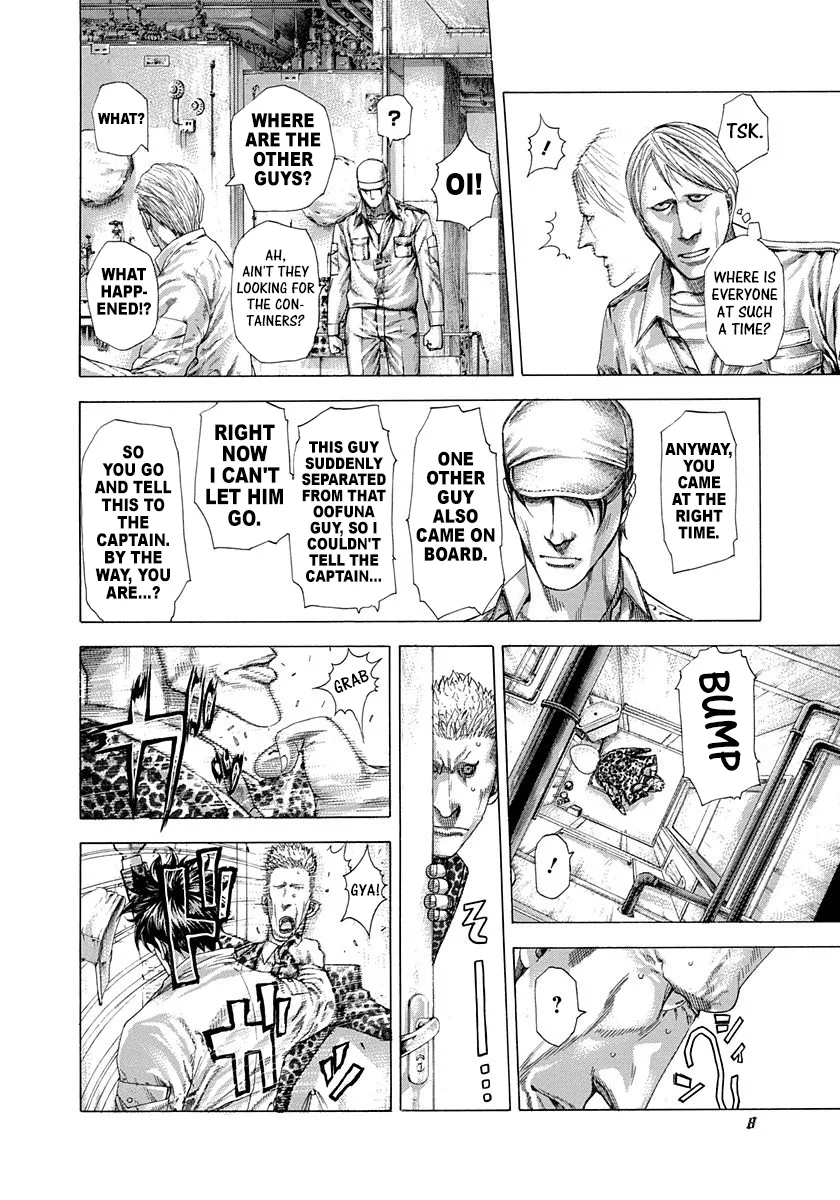 TSK.
!
WHERE IS
EVERYONE
AT SUCH
A TIME?
OI!
?
WHERE
ARE THE
OTHER
GUYS?
AH,
AIN'T THEY
LOOKING FOR
THE CON-
TAINERS?
WHAT?
WHAT
HAPP-
ENED!?
ANYWAY,
YOU
CAME
AT THE
RIGHT
TIME.
ONE
OTHER
GUY
ALSO
CAME ON
BOARD.
THIS GUY
SUDDENLY
SEPARATED
FROM THAT
OOFUNA
GUY, SO I
COULDN'T
TELL THE
CAPTAIN...
RIGHT
NOW
I CAN'T
LET HIM
GO.
SO
YOU GO
AND TELL
THIS TO
THE
CAPTAIN.
BY THE
WAY, YOU
ARE...?
BUMP
!
?
GRAB
GYA!
8